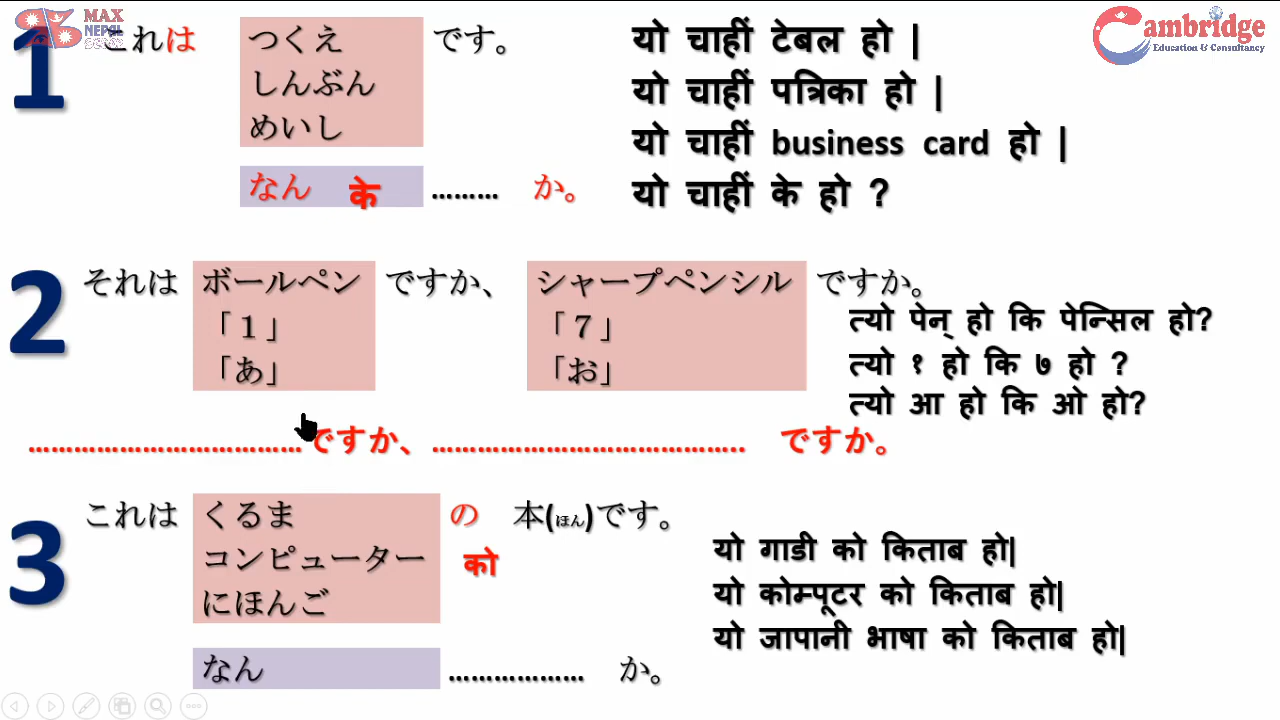 MAX
NEPAL
Cambridge
Education & Consultancy
1 これは つくえ です。 यो चाहीं टेबल हो |
しんぶん यो चाहीं पत्रिका हो |
めいし यो चाहीं business card हो |
なん के ……… か。 यो चाहीं के हो ?
2 それは ボールペン ですか、 シャープペンシル ですか。
त्यो पेन् हो कि पेन्सिल हो?
「１」 「７」
त्यो १ हो कि ७ हो ?
「あ」 「お」
त्यो आ हो कि ओ हो?
………………………………ですか、 ………………………………….. ですか。
3 これは くるま の 本(ほん)です。
यो गाडी को किताब हो|
コンピューター को
यो कोम्पूटर को किताब हो|
にほんご
यो जापानी भाषा को किताब हो|
なん ……………… か。